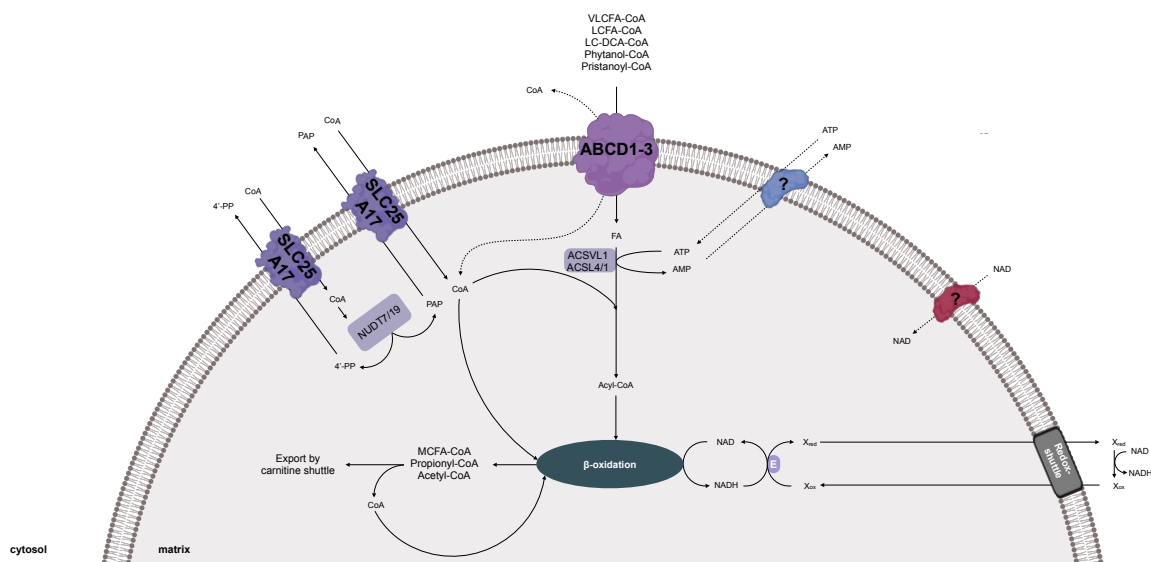 VLCFA-CoA
LCFA-CoA
LC-DCA-CoA
Phytanol-CoA
Pristanoyl-CoA
CoA
ABCD1-3
ATP
AMP
?
CoA
PAP
SLC25
A17
CoA
4'-PP
SLC25
A17
CoA
NUDT7/19
PAP
4'-PP
CoA
FA
ACSVL1
ACSL4/1
ATP
AMP
NAD
?
NAD
Acyl-CoA
β-oxidation
NAD
NADH
E
Xred
Xox
Redox-
shuttle
Xred
NAD
NADH
Xox
MCFA-CoA
Propionyl-CoA
Acetyl-CoA
Export by
carnitine shuttle
CoA
cytosol
matrix